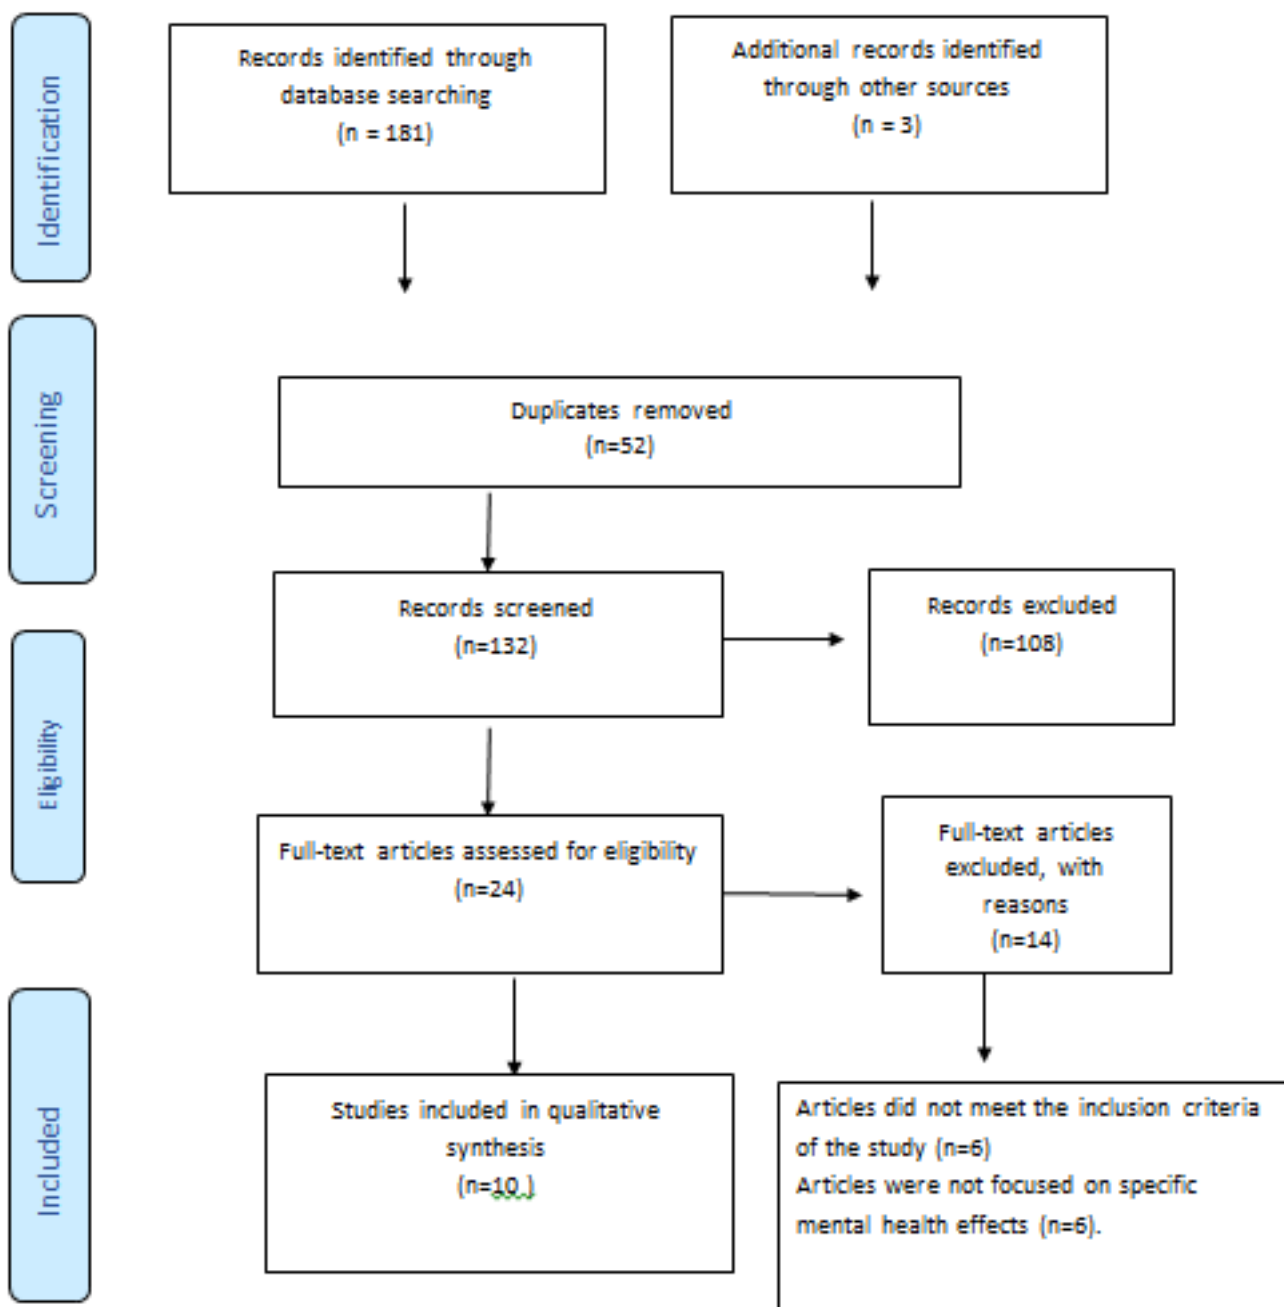 Identification
Records identified through
database searching
(n = 181)
Additional records identified
through other sources
(n = 3)
Screening
Duplicates removed
(n=52)
Records screened
(n=132)
Records excluded
(n=108)
Eligibility
Full-text articles assessed for eligibility
(n=24)
Full-text articles
excluded, with
reasons
(n=14)
Included
Studies included in qualitative
synthesis
(n=10 )
Articles did not meet the inclusion criteria
of the study (n=6)
Articles were not focused on specific
mental health effects (n=6).